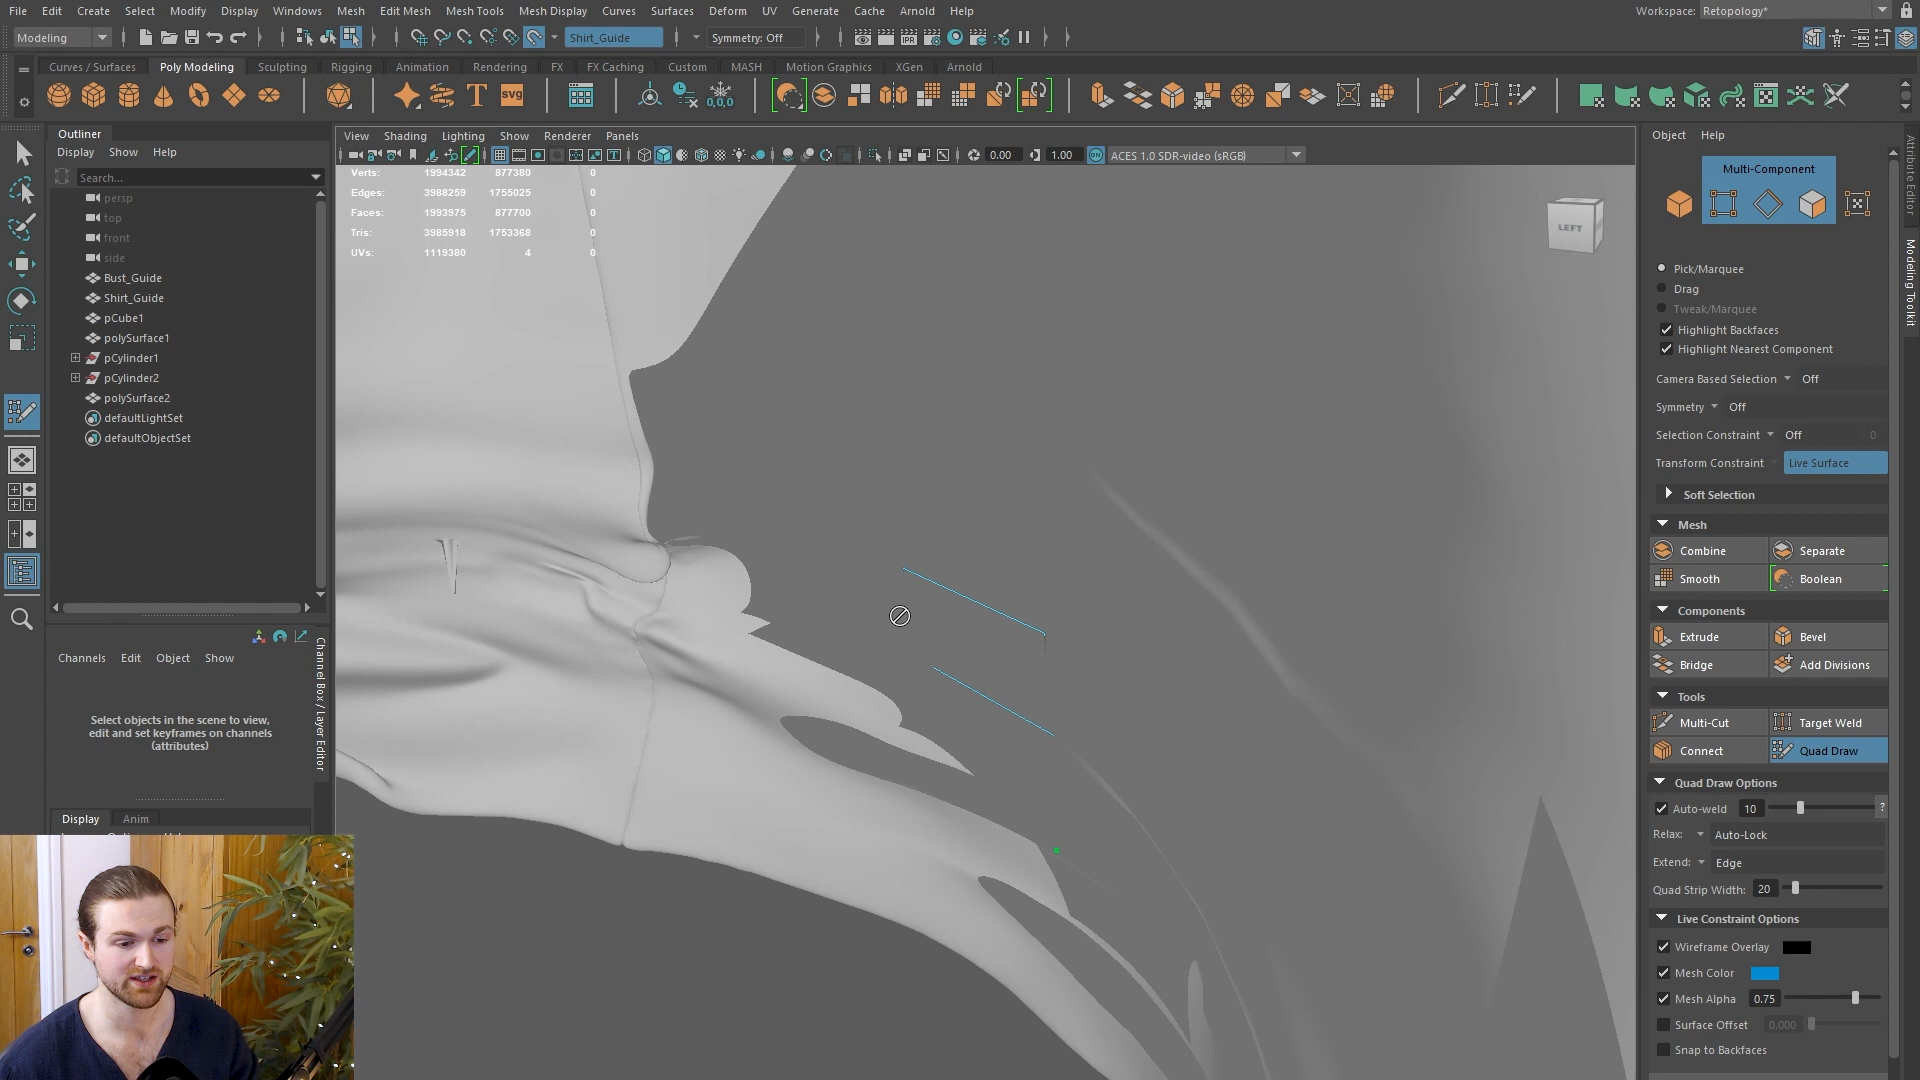 File Edit Create Select Modify Display Windows Mesh Edit Mesh Mesh Tools Mesh Display Curves Surfaces Deform UV Generate Cache Arnold Help
Workspace: Retopology*
Modeling Shirt_Guide Symmetry: Off IPR
Curves / Surfaces Poly Modeling Sculpting Rigging Animation Rendering FX FX Caching Custom MASH Motion Graphics XGen Arnold
T SVG 0,0,0
Outliner
Display Show Help
Search...
persp
top
front
side
Bust_Guide
Shirt_Guide
pCube1
polySurface1
pCylinder1
pCylinder2
polySurface2
defaultLightSet
defaultObjectSet
Channels Edit Object Show
Select objects in the scene to view,
edit and set keyframes on channels
(attributes)
Channel Box / Layer Editor
Display Anim
View Shading Lighting Show Renderer Panels
0.00 1.00 ON ACES 1.0 SDR-video (sRGB)
Verts: 1994342 877380 0
Edges: 3988259 1755025 0
Faces: 1993975 877700 0
Tris: 3985918 1753368 0
UVs: 1119380 4 0
LEFT
Object Help
Multi-Component
Pick/Marquee
Drag
Tweak/Marquee
Highlight Backfaces
Highlight Nearest Component
Camera Based Selection Off
Symmetry Off
Selection Constraint Off 0
Transform Constraint Live Surface
Soft Selection
Mesh
Combine Separate
Smooth Boolean
Components
Extrude Bevel
Bridge Add Divisions
Tools
Multi-Cut Target Weld
Connect Quad Draw
Quad Draw Options
Auto-weld 10 ?
Relax: Auto-Lock
Extend: Edge
Quad Strip Width: 20
Live Constraint Options
Wireframe Overlay
Mesh Color
Mesh Alpha 0.75
Surface Offset 0.000
Snap to Backfaces
Attribute Editor
Modeling Toolkit